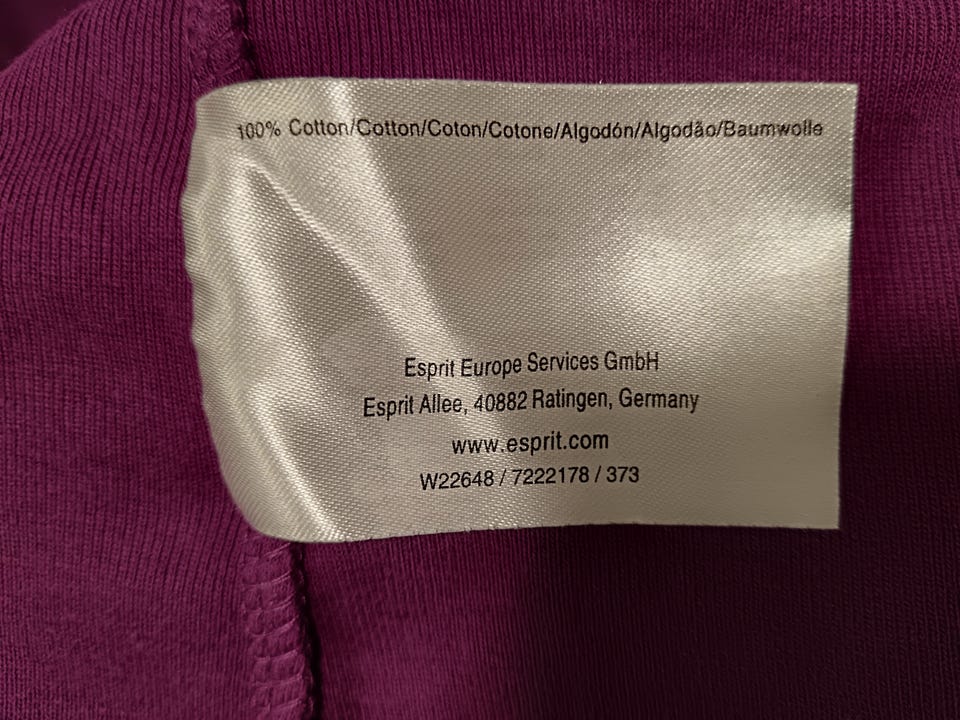 100% Cotton/Cotton/Coton/Cotone/Algodón/Algodão/Baumwolle
Esprit Europe Services GmbH
Esprit Allee, 40882 Ratingen, Germany
www.esprit.com
W22648 / 7222178 / 373